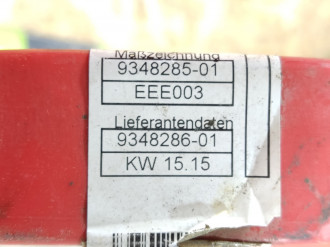 Maßzeichnung
9348285-01
EEE003
Lieferantendaten
9348286-01
KW 15.15